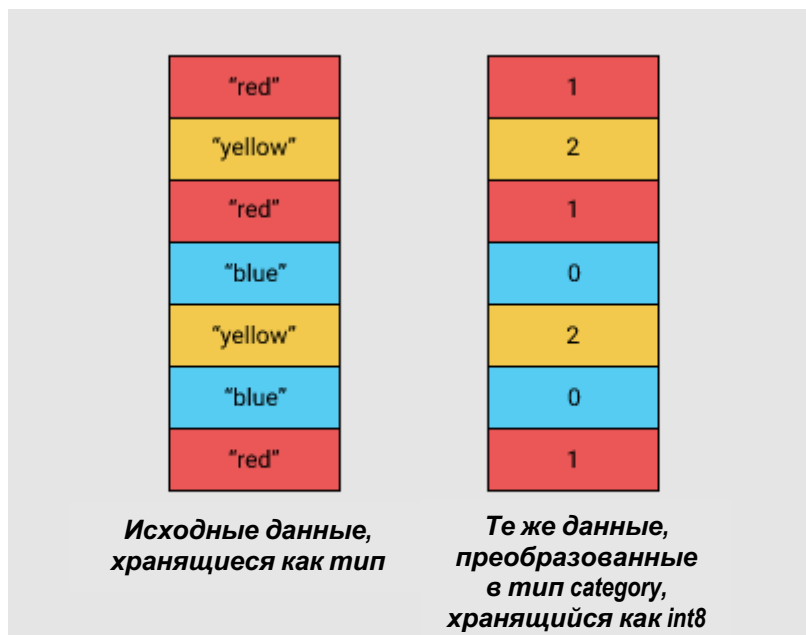 “red”
“yellow”
“red”
“blue”
“yellow”
“blue”
“red”
Исходные данные,
хранящиеся как тип
1
2
1
0
2
0
1
Те же данные,
преобразованные
в тип category,
хранящийся как int8